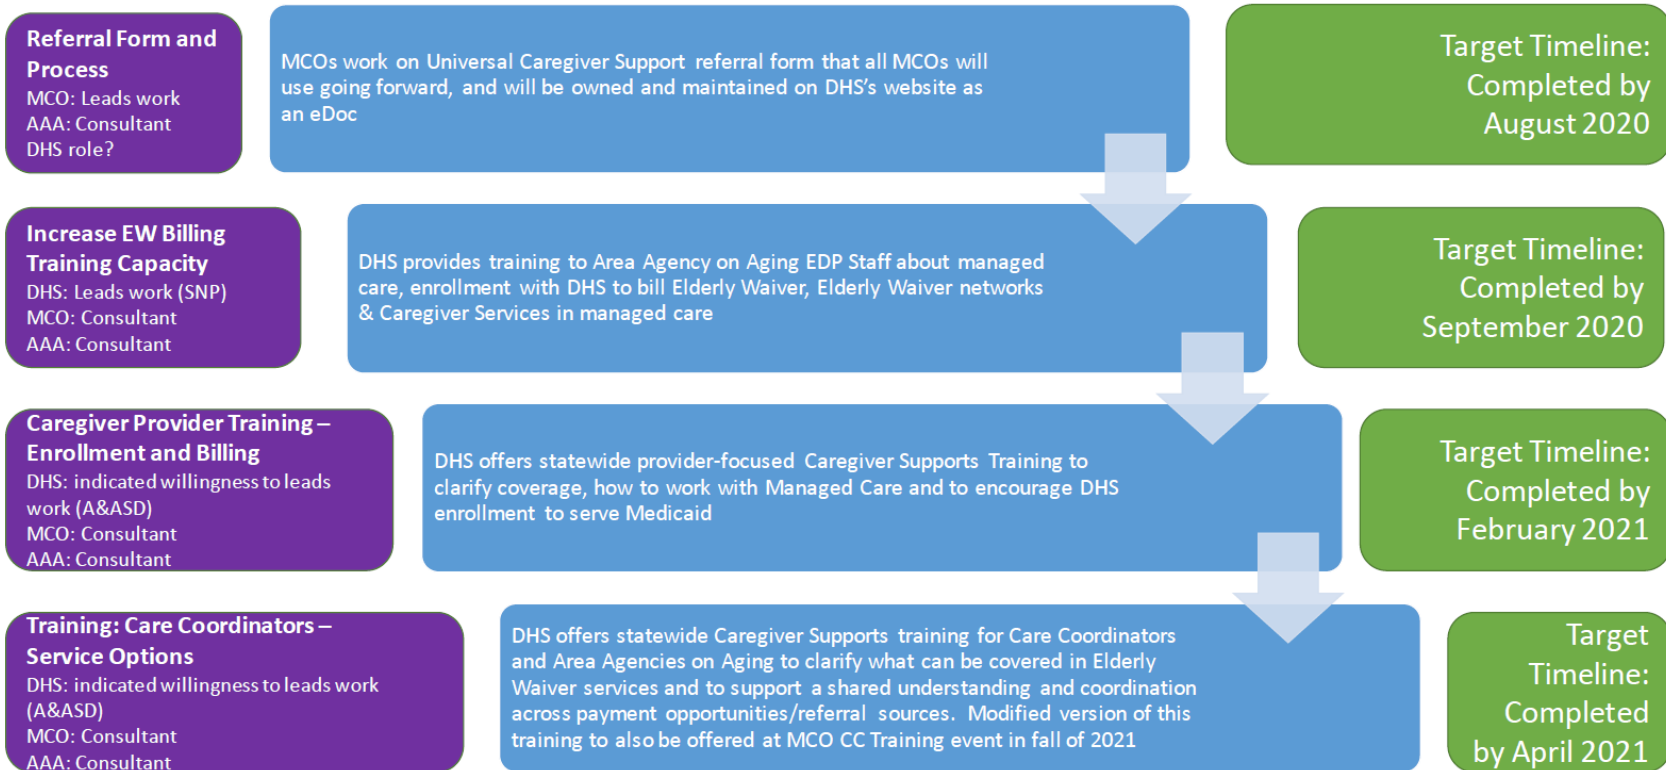 Referral Form and
Process
MCO: Leads work
AAA: Consultant
DHS role?
MCOs work on Universal Caregiver Support referral form that all MCOs will
use going forward, and will be owned and maintained on DHS's website as
an eDoc
Target Timeline:
Completed by
August 2020
Increase EW Billing
Training Capacity
DHS: Leads work (SNP)
MCO: Consultant
AAA: Consultant
DHS provides training to Area Agency on Aging EDP Staff about managed
care, enrollment with DHS to bill Elderly Waiver, Elderly Waiver networks
& Caregiver Services in managed care
Target Timeline:
Completed by
September 2020
Caregiver Provider Training –
Enrollment and Billing
DHS: indicated willingness to leads
work (A&ASD)
MCO: Consultant
AAA: Consultant
DHS offers statewide provider-focused Caregiver Supports Training to
clarify coverage, how to work with Managed Care and to encourage DHS
enrollment to serve Medicaid
Target Timeline:
Completed by
February 2021
Training: Care Coordinators –
Service Options
DHS: indicated willingness to leads work
(A&ASD)
MCO: Consultant
AAA: Consultant
DHS offers statewide Caregiver Supports training for Care Coordinators
and Area Agencies on Aging to clarify what can be covered in Elderly
Waiver services and to support a shared understanding and coordination
across payment opportunities/referral sources. Modified version of this
training to also be offered at MCO CC Training event in fall of 2021
Target
Timeline:
Completed
by April 2021